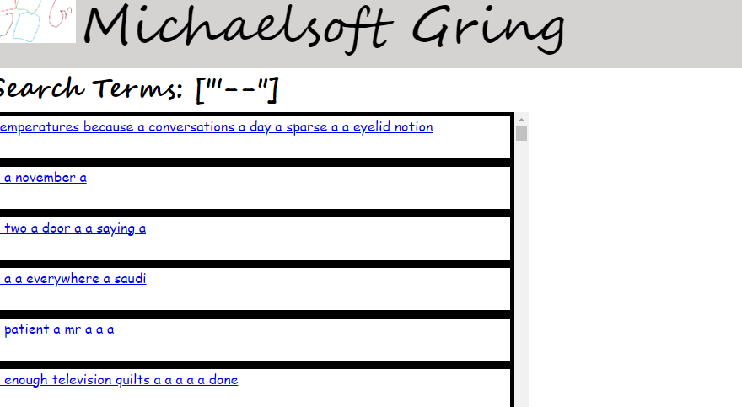 Michaelsoft Gring
Search Terms: ["'--"]
emperatures because a conversations a day a sparse a a eyelid notion
a november a
two a door a a saying a
a a everywhere a saudi
patient a mr a a a
enough television quilts a a a a a done